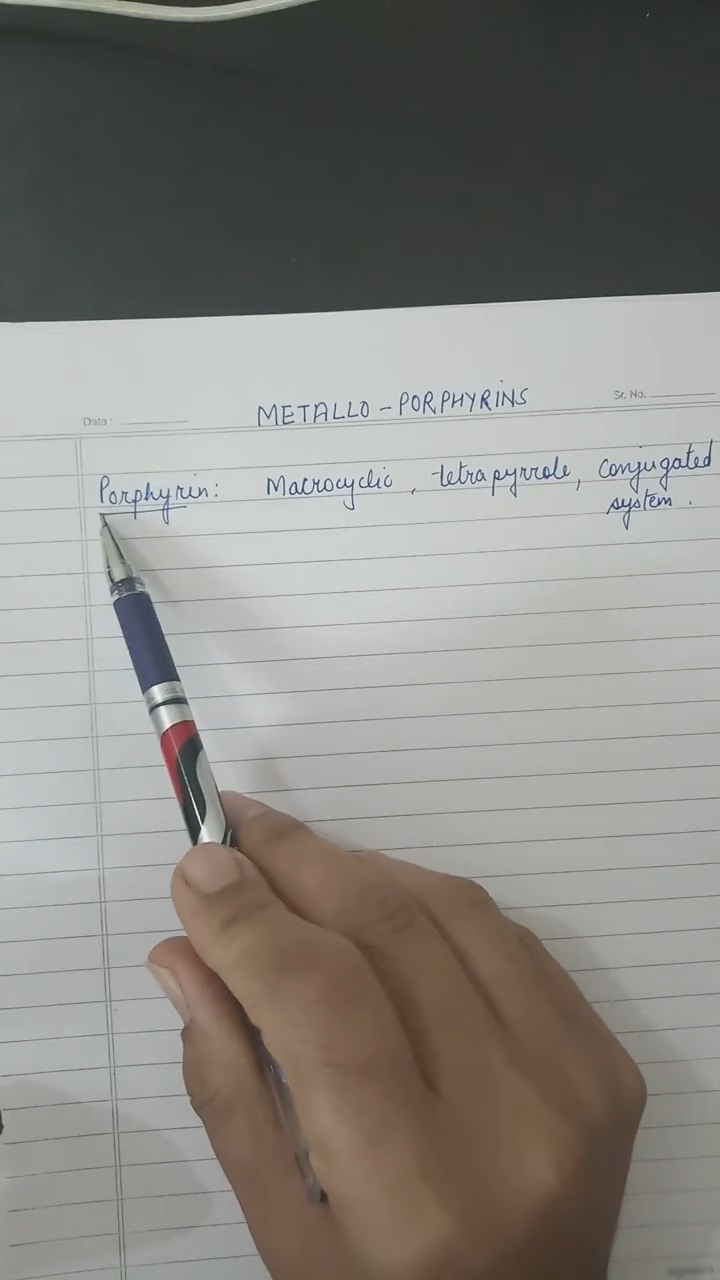 Date :
Sr. No.
METALLO - PORPHYRINS
Porphyrin: Macrocyclic, tetrapyrrole, conjugated
system.